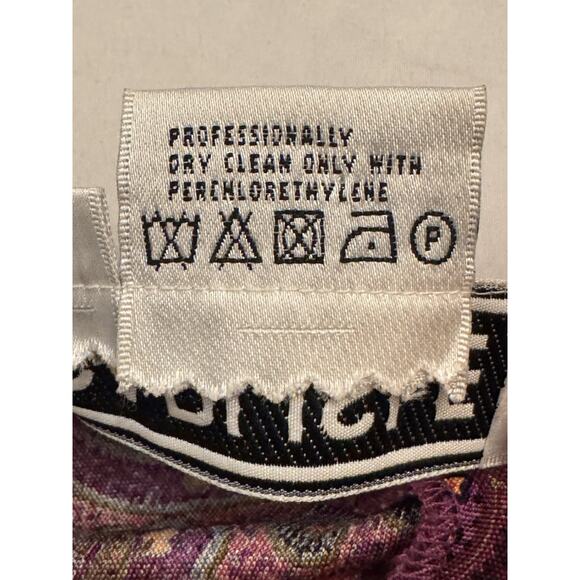 PROFESSIONALLY
DRY CLEAN ONLY WITH
PERCHLORETHYLENE
P